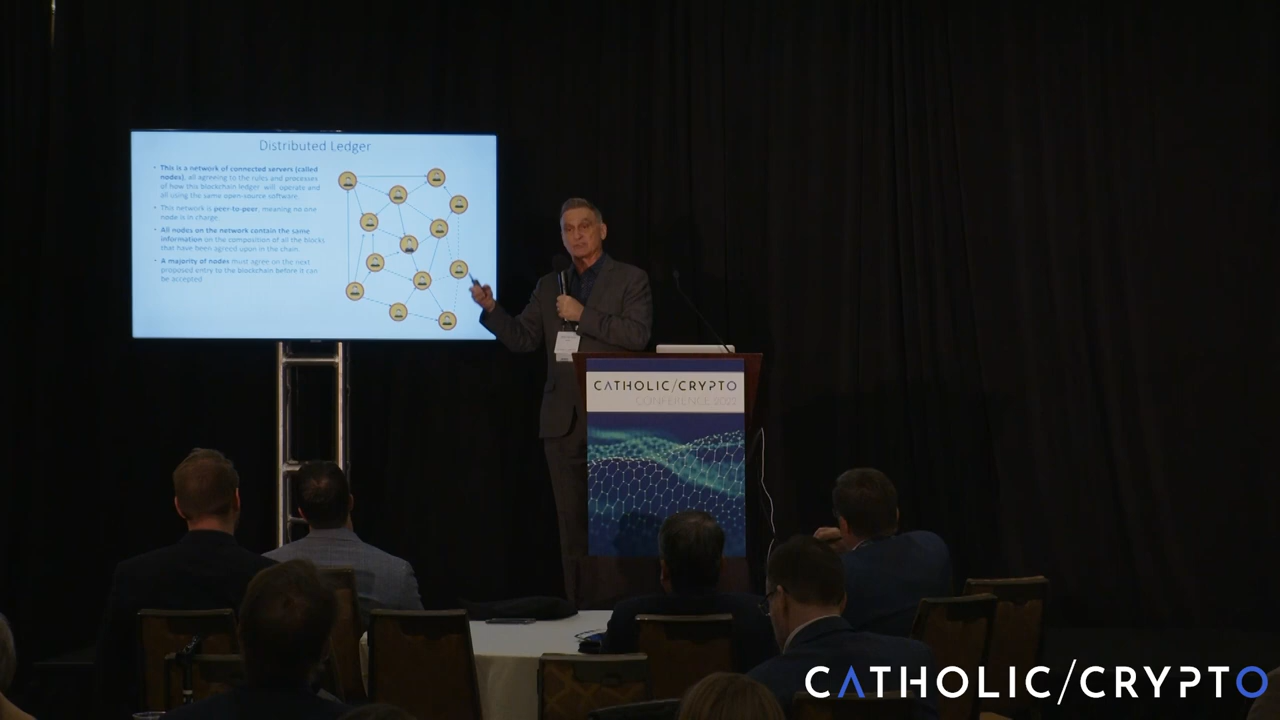 Distributed Ledger
• This is a network of connected servers (called
nodes), all agreeing to the rules and processes
of how this blockchain ledger will operate and
all using the same open-source software.
• This network is peer-to-peer, meaning no one
node is in charge.
• All nodes on the network contain the same
information on the composition of all the blocks
that have been agreed upon in the chain.
• A majority of nodes must agree on the next
proposed entry to the blockchain before it can
be accepted
CATHOLIC/CRYPTO
CONFERENCE 2022
CATHOLIC/CRYPTO